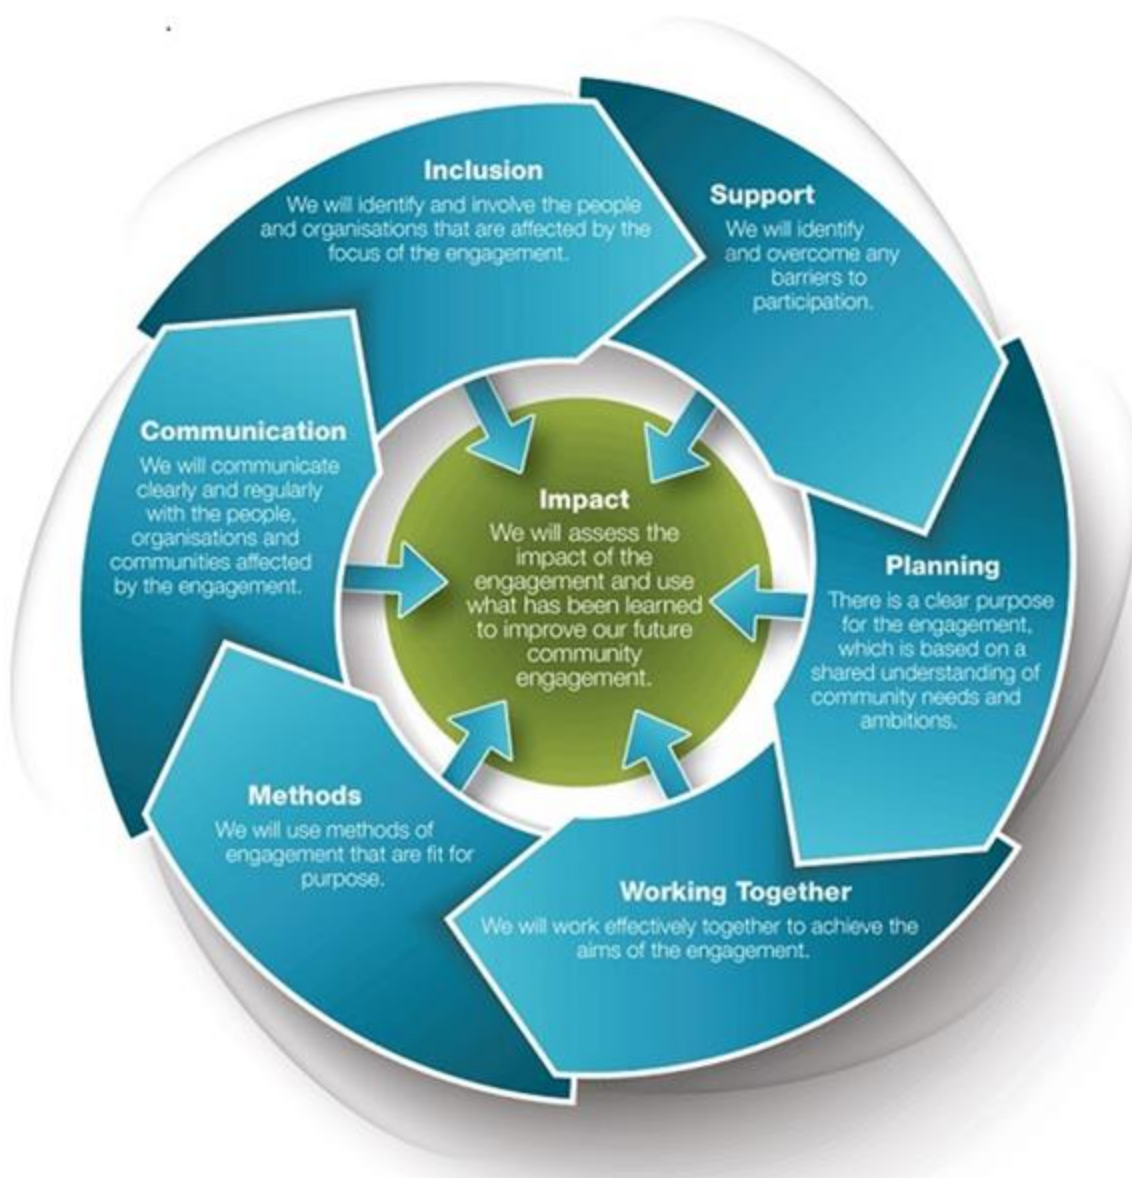 Inclusion
We will identify and involve the people
and organisations that are affected by the
focus of the engagement.
Support
We will identify
and overcome any
barriers to
participation.
Planning
There is a clear purpose
for the engagement,
which is based on a
shared understanding of
community needs and
ambitions.
Working Together
We will work effectively together to achieve the
aims of the engagement.
Methods
We will use methods of
engagement that are fit for
purpose.
Communication
We will communicate
clearly and regularly
with the people,
organisations and
communities affected
by the engagement.
Impact
We will assess the
impact of the
engagement and use
what has been learned
to improve our future
community
engagement.